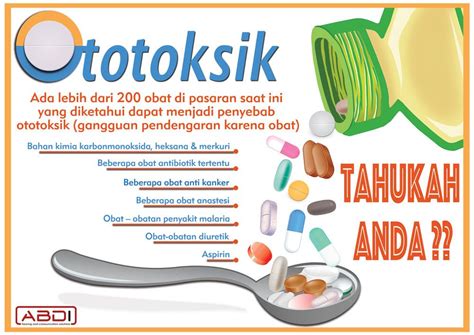 Ototoksik
Ada lebih dari 200 obat di pasaran saat ini
yang diketahui dapat menjadi penyebab
ototoksik (gangguan pendengaran karena obat)
Bahan kimia karbonmonoksida, heksana & merkuri
Beberapa obat antibiatik tertentu
Beberapa obat anti kanker
Beberapa obat anastesi
Obat - obatan penyakit malaria
Obat-obatan diuretik
Aspirin
TAHUKAH
ANDA ??
ABDI